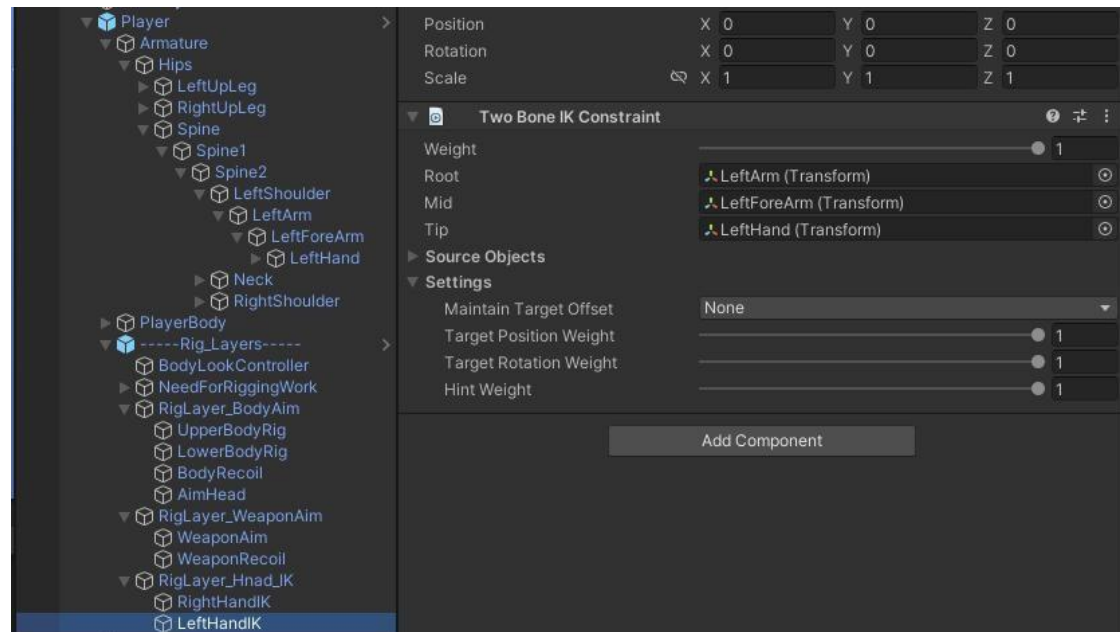 Player
Armature
Hips
LeftUpLeg
RightUpLeg
Spine
Spine1
Spine2
LeftShoulder
LeftArm
LeftForeArm
LeftHand
Neck
RightShoulder
PlayerBody
-----Rig_Layers-----
BodyLookController
NeedForRiggingWork
RigLayer_BodyAim
UpperBodyRig
LowerBodyRig
BodyRecoil
AimHead
RigLayer_WeaponAim
WeaponAim
WeaponRecoil
RigLayer_Hnad_IK
RightHandIK
LeftHandIK
Position X 0 Y 0 Z 0
Rotation X 0 Y 0 Z 0
Scale X 1 Y 1 Z 1
Two Bone IK Constraint
Weight 1
Root LeftArm (Transform)
Mid LeftForeArm (Transform)
Tip LeftHand (Transform)
Source Objects
Settings
Maintain Target Offset None
Target Position Weight 1
Target Rotation Weight 1
Hint Weight 1
Add Component